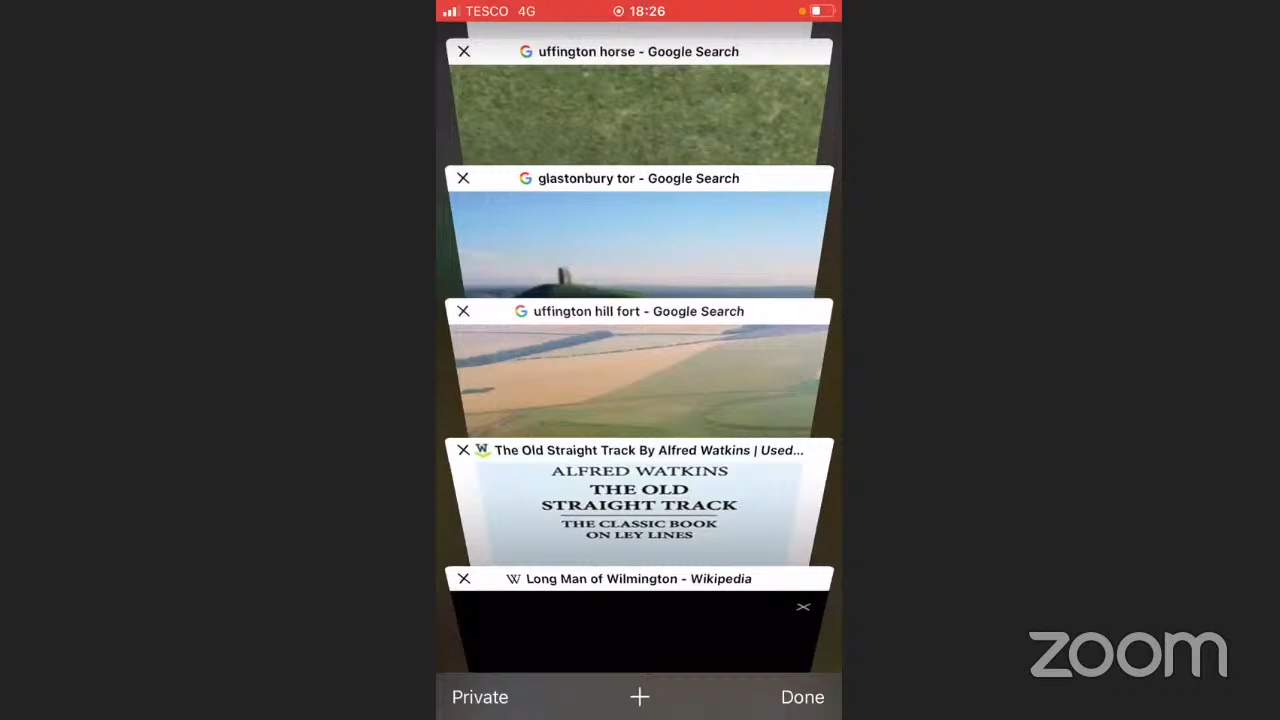 TESCO 4G 18:26
uffington horse - Google Search
glastonbury tor - Google Search
uffington hill fort - Google Search
The Old Straight Track By Alfred Watkins | Used...
ALFRED WATKINS
THE OLD
STRAIGHT TRACK
THE CLASSIC BOOK
ON LEY LINES
W Long Man of Wilmington - Wikipedia
Private + Done
zoom